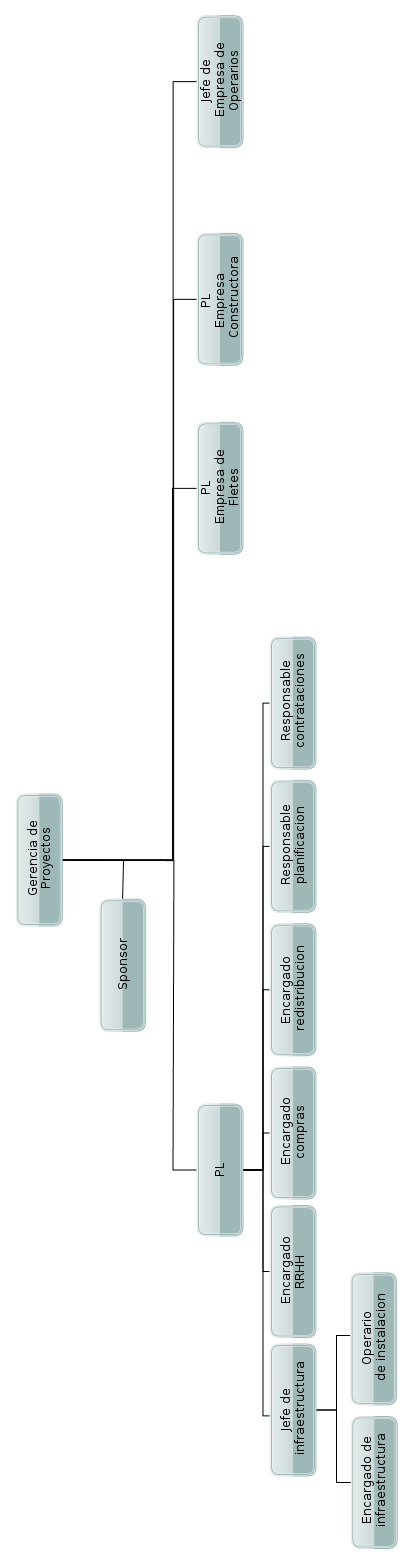 Gerencia de
Proyectos
Sponsor
PL
PL
Empresa de
Fletes
PL
Empresa
Constructora
Jefe de
Empresa de
Operarios
Jefe de
infraestructura
Encargado
RRHH
Encargado
compras
Encargado
redistribucion
Responsable
planificacion
Responsable
contrataciones
Encargado de
infraestructura
Operario
de instalacion